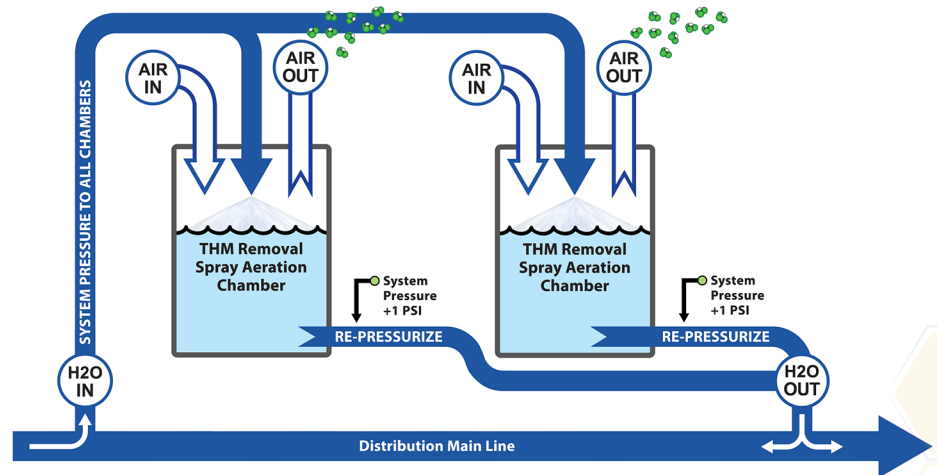 SYSTEM PRESSURE TO ALL CHAMBERS
AIR
IN
AIR
OUT
AIR
IN
AIR
OUT
THM Removal
Spray Aeration
Chamber
THM Removal
Spray Aeration
Chamber
System
Pressure
+1 PSI
System
Pressure
+1 PSI
RE-PRESSURIZE
RE-PRESSURIZE
H2O
IN
H2O
OUT
Distribution Main Line